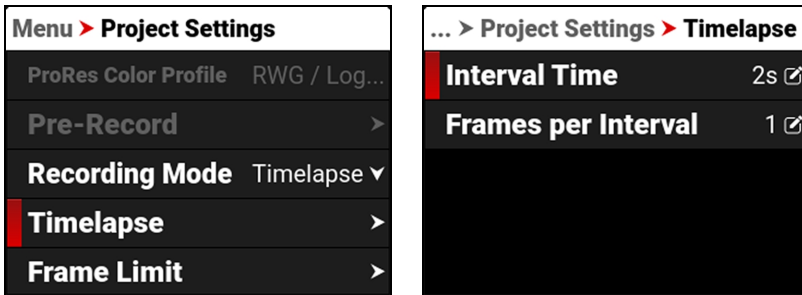 Menu ➤ Project Settings
ProRes Color Profile RWG / Log...
Pre-Record
Recording Mode Timelapse
Timelapse
Frame Limit
... ➤ Project Settings ➤ Timelapse
Interval Time 2s
Frames per Interval 1